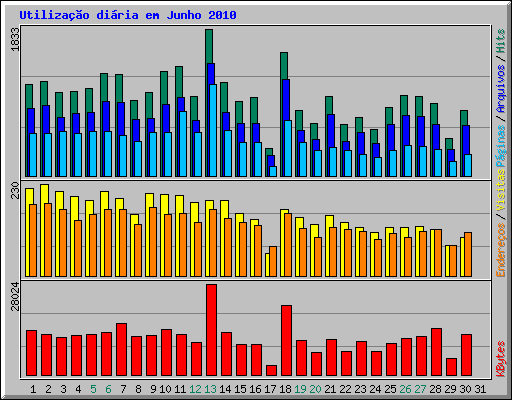 Utilização diária em Junho 2010
1833
230
28024
Endereços / Visitas Páginas / Arquivos / Hits
KBytes
1 2 3 4 5 6 7 8 9 10 11 12 13 14 15 16 17 18 19 20 21 22 23 24 25 26 27 28 29 30 31